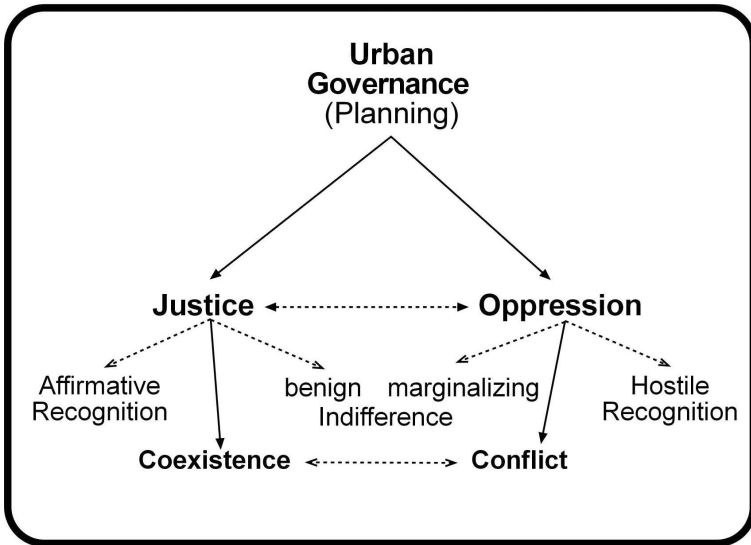 Urban
Governance
(Planning)
Justice
Oppression
Affirmative
Recognition
benign marginalizing
Indifference
Hostile
Recognition
Coexistence
Conflict